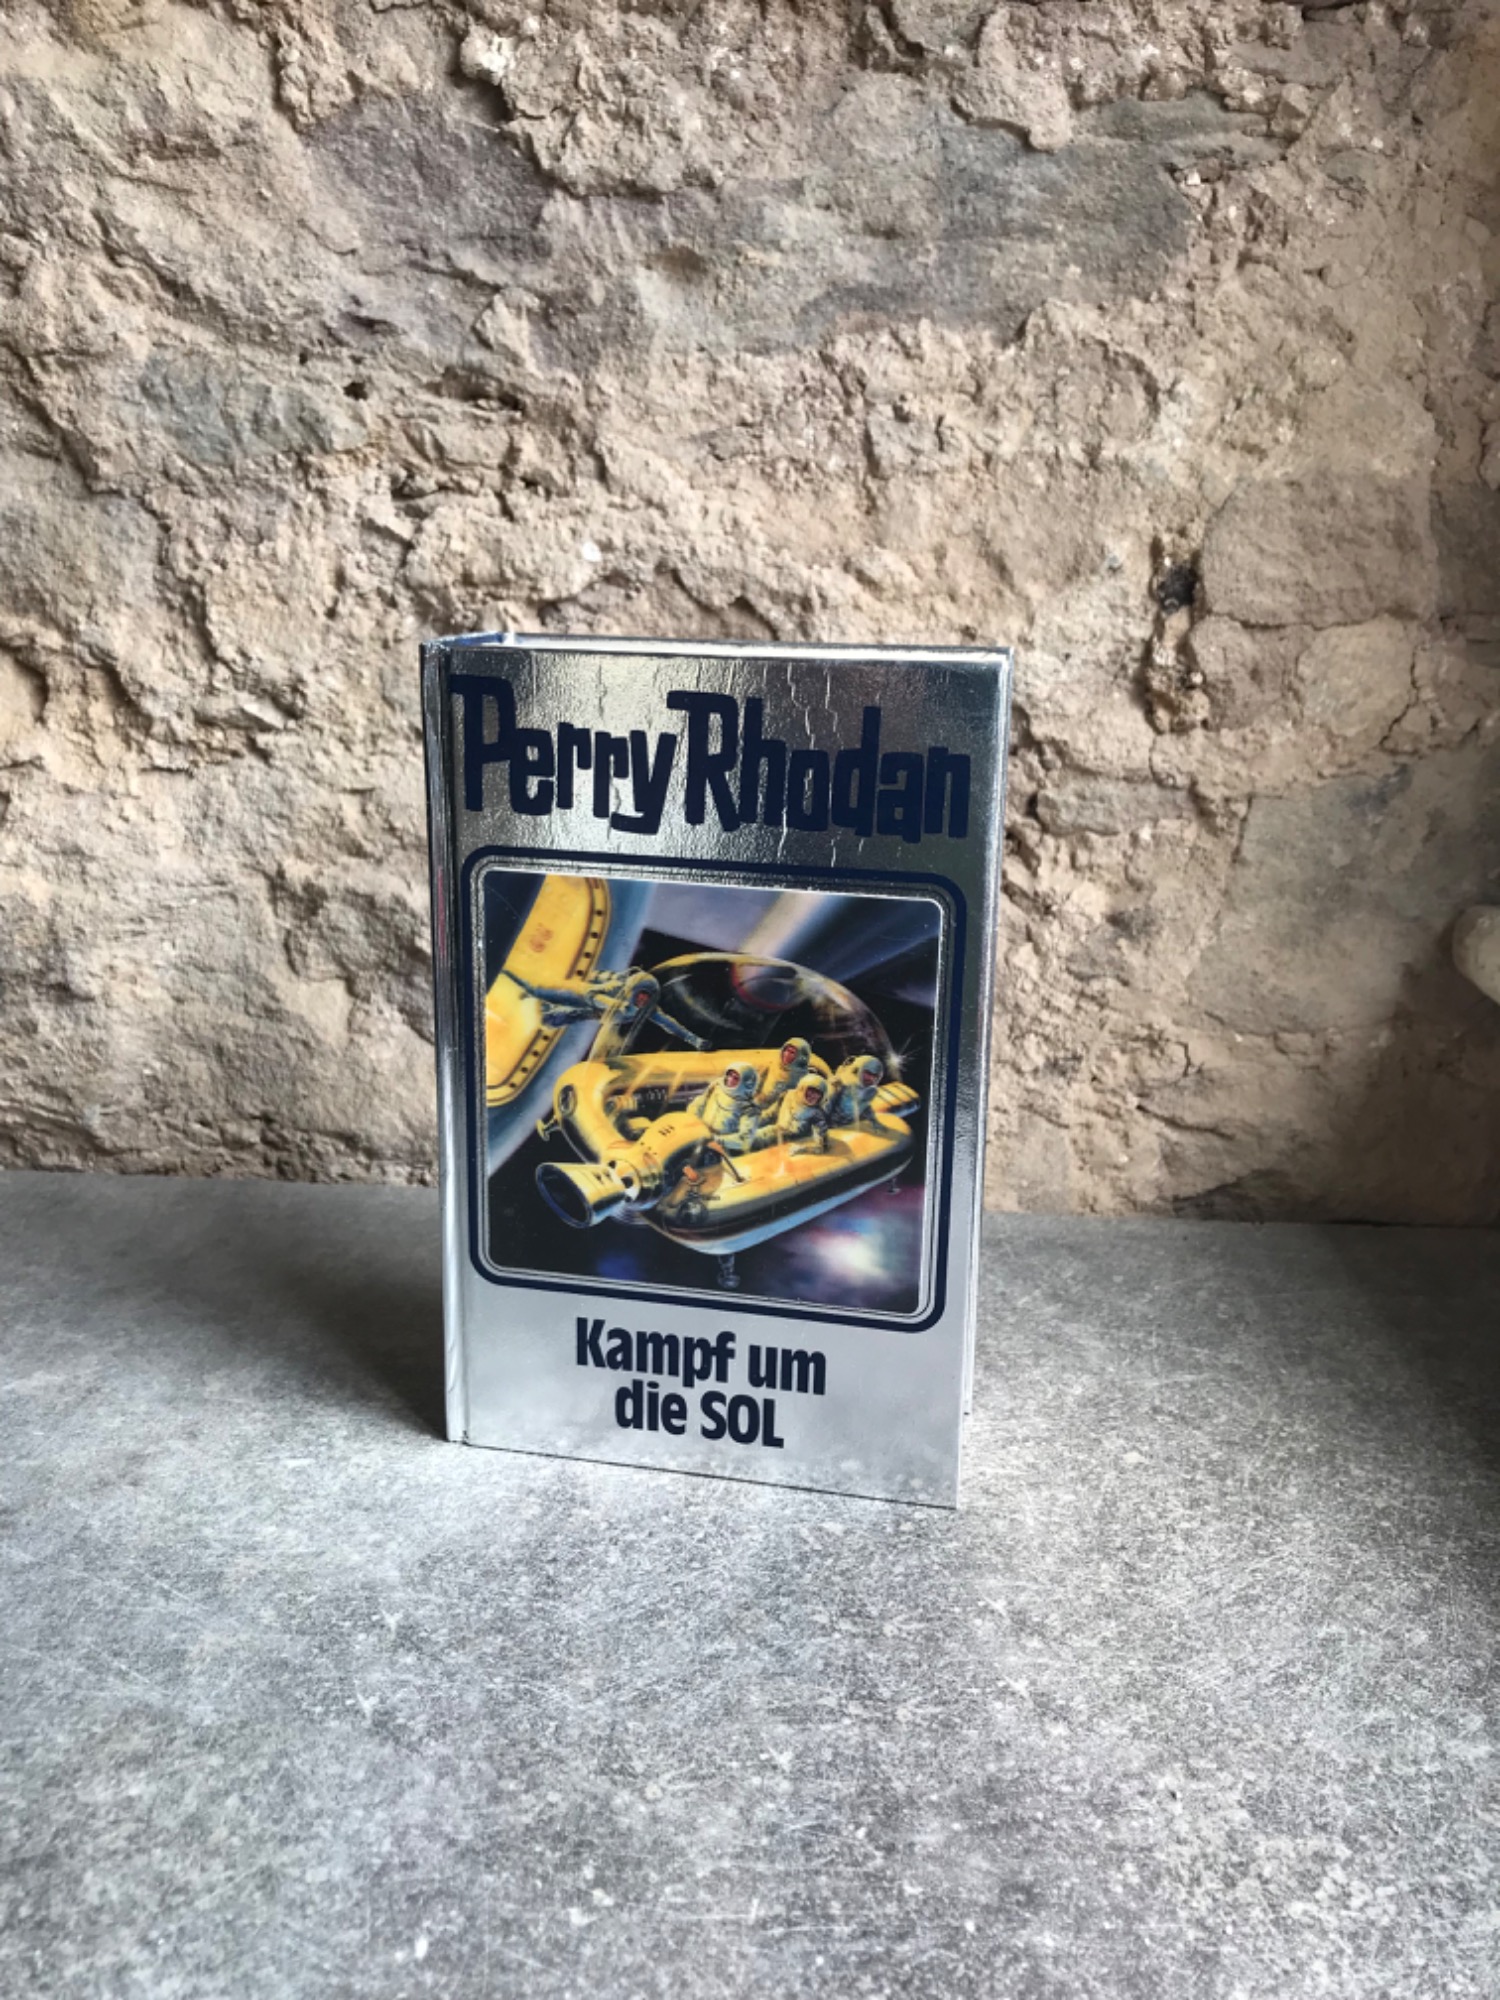 Perry Rhodan
Kampf um
die SOL